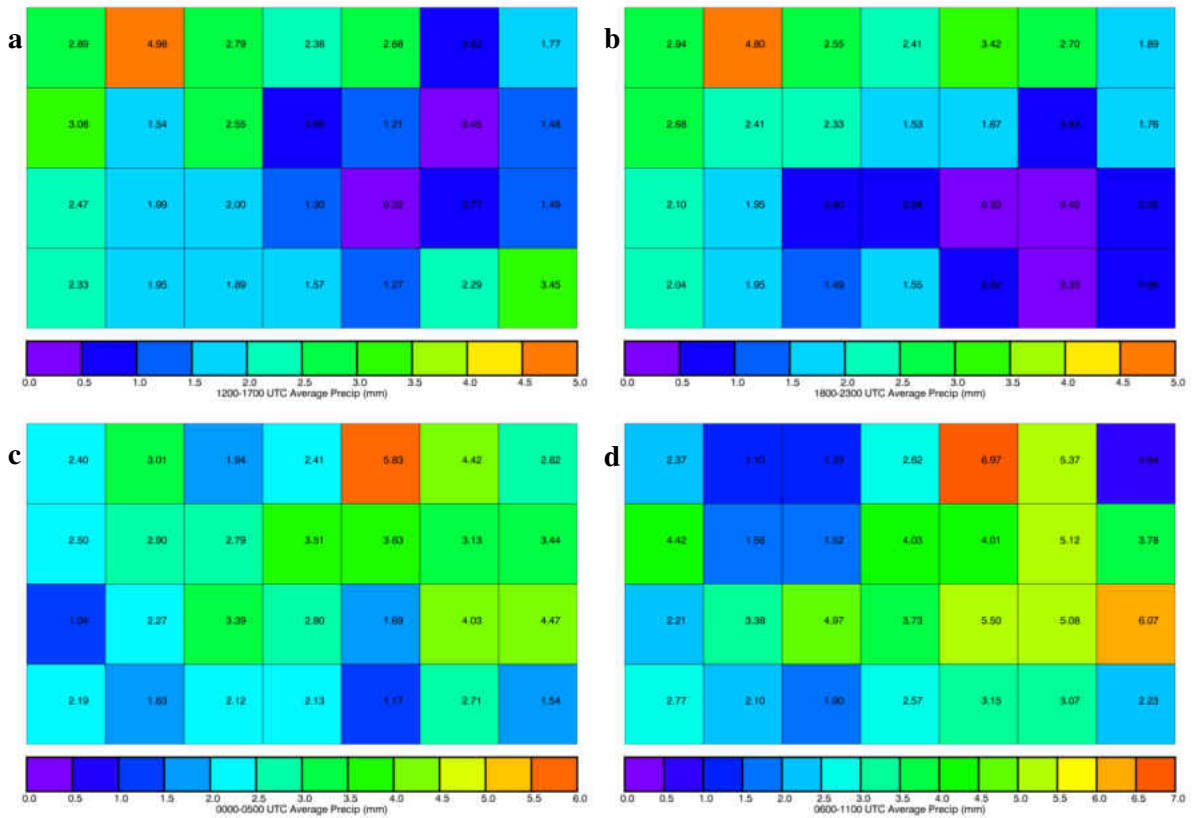 a
2.89 4.98 2.79 2.38 2.68 1.77
3.08 1.54 2.55 1.21 0.45 1.48
2.47 1.99 2.00 1.30 0.32 0.77 1.49
2.33 1.95 1.89 1.57 1.27 2.29 3.45
0.0 0.5 1.0 1.5 2.0 2.5 3.0 3.5 4.0 4.5 5.0
1200-1700 UTC Average Precip (mm)
b
2.94 4.80 2.55 2.41 3.42 2.70 1.89
2.68 2.41 2.33 1.53 1.67 1.76
2.10 1.95 0.40
2.04 1.95 1.49 1.55
0.0 0.5 1.0 1.5 2.0 2.5 3.0 3.5 4.0 4.5 5.0
1800-2300 UTC Average Precip (mm)
c
2.40 3.01 1.94 2.41 5.83 4.42 2.62
2.50 2.90 2.79 3.51 3.63 3.13 3.44
1.04 2.27 3.39 2.80 1.69 4.03 4.47
2.19 1.63 2.12 2.13 1.17 2.71 1.54
0.0 0.5 1.0 1.5 2.0 2.5 3.0 3.5 4.0 4.5 5.0 5.5 6.0
0000-0500 UTC Average Precip (mm)
d
2.37 1.10 2.62 6.97 5.37
4.42 1.56 1.52 4.03 4.01 5.12 3.78
2.21 3.38 4.97 3.73 5.50 5.08 6.07
2.77 2.10 1.90 2.57 3.15 3.07 2.23
0.0 0.5 1.0 1.5 2.0 2.5 3.0 3.5 4.0 4.5 5.0 5.5 6.0 6.5 7.0
0600-1100 UTC Average Precip (mm)